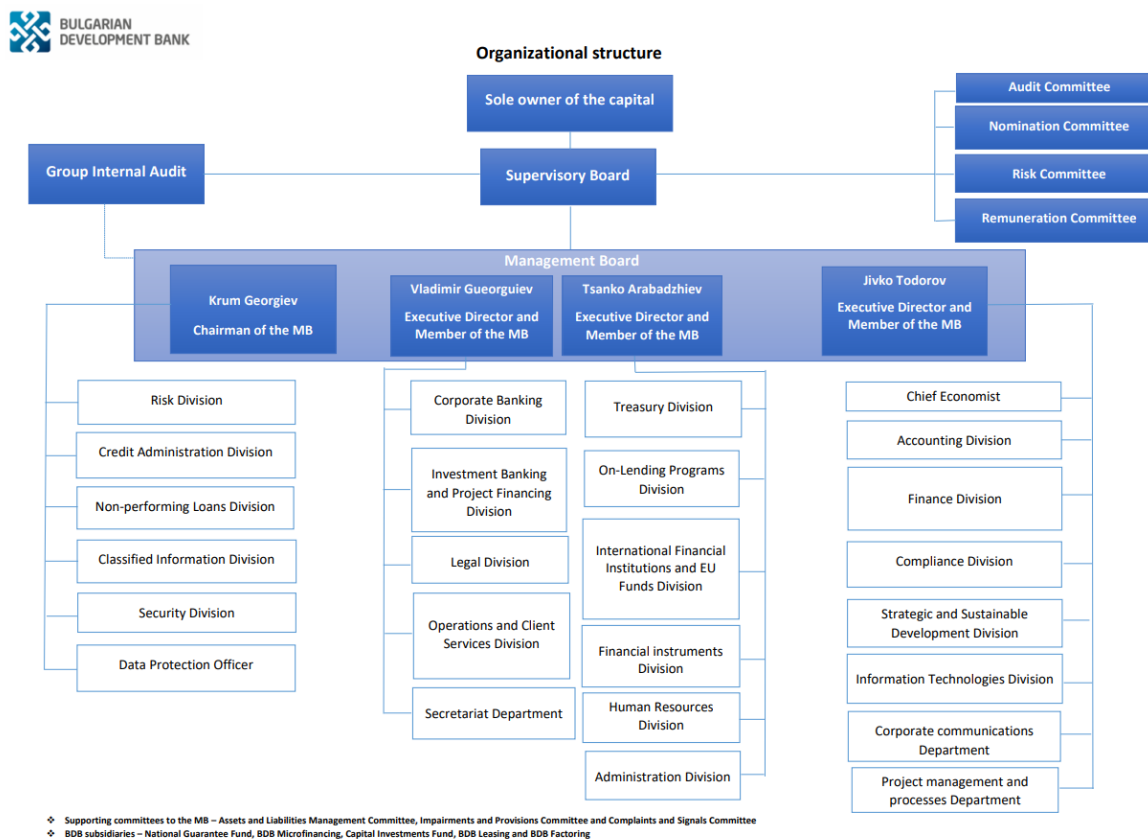 BULGARIAN
DEVELOPMENT BANK
Organizational structure
Sole owner of the capital
Audit Committee
Nomination Committee
Group Internal Audit
Supervisory Board
Risk Committee
Remuneration Committee
Management Board
Krum Georgiev
Chairman of the MB
Vladimir Gueorguiev
Executive Director and
Member of the MB
Tsanko Arabadzhiev
Executive Director and
Member of the MB
Jivko Todorov
Executive Director and
Member of the MB
Risk Division
Credit Administration Division
Non-performing Loans Division
Classified Information Division
Security Division
Data Protection Officer
Corporate Banking
Division
Investment Banking
and Project Financing
Division
Legal Division
Operations and Client
Services Division
Secretariat Department
Treasury Division
On-Lending Programs
Division
International Financial
Institutions and EU
Funds Division
Financial instruments
Division
Human Resources
Division
Administration Division
Chief Economist
Accounting Division
Finance Division
Compliance Division
Strategic and Sustainable
Development Division
Information Technologies Division
Corporate communications
Department
Project management and
processes Department
❖ Supporting committees to the MB – Assets and Liabilities Management Committee, Impairments and Provisions Committee and Complaints and Signals Committee
❖ BDB subsidiaries – National Guarantee Fund, BDB Microfinancing, Capital Investments Fund, BDB Leasing and BDB Factoring